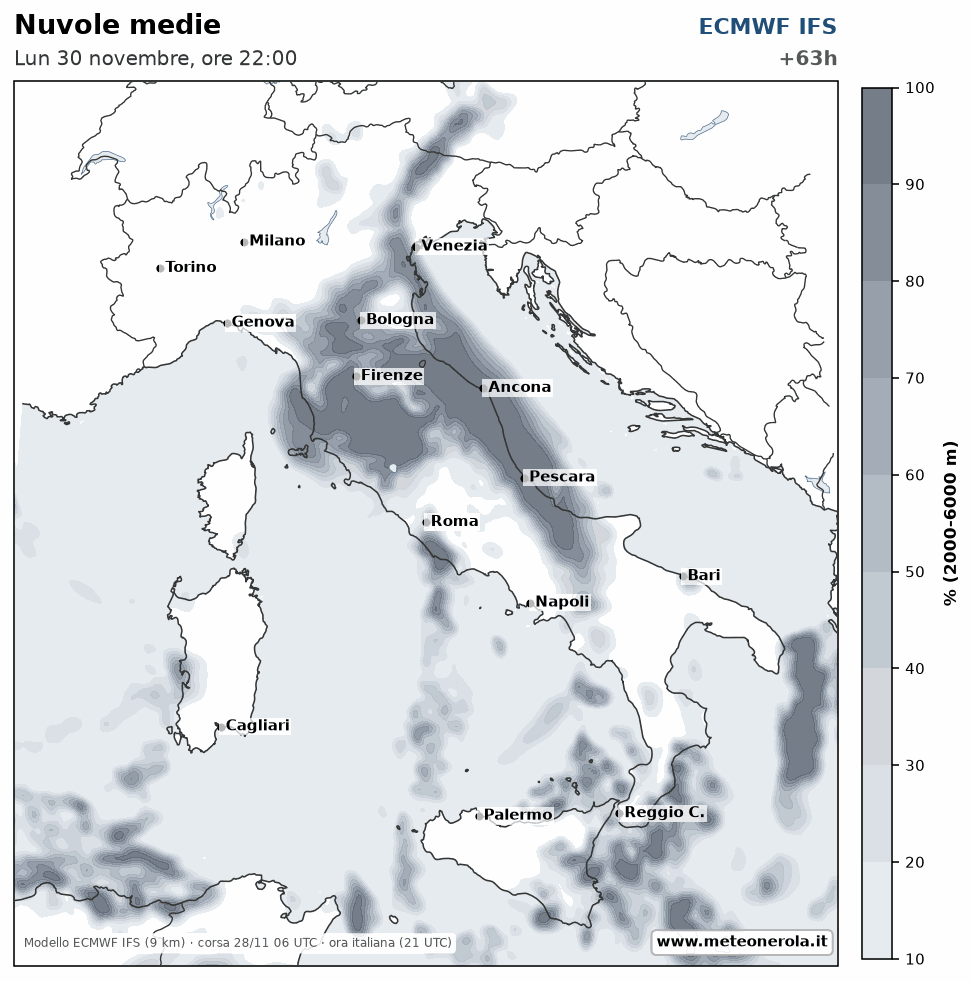 Nuvole medie
ECMWF IFS
Lun 30 novembre, ore 22:00
+63h
100
90
80
70
60
50
40
30
20
10
% (2000-6000 m)
Milano
Venezia
Torino
Genova
Bologna
Firenze
Ancona
Pescara
Roma
Bari
Napoli
Cagliari
Palermo
Reggio C.
Modello ECMWF IFS (9 km) · corsa 28/11 06 UTC · ora italiana (21 UTC)
www.meteonerola.it